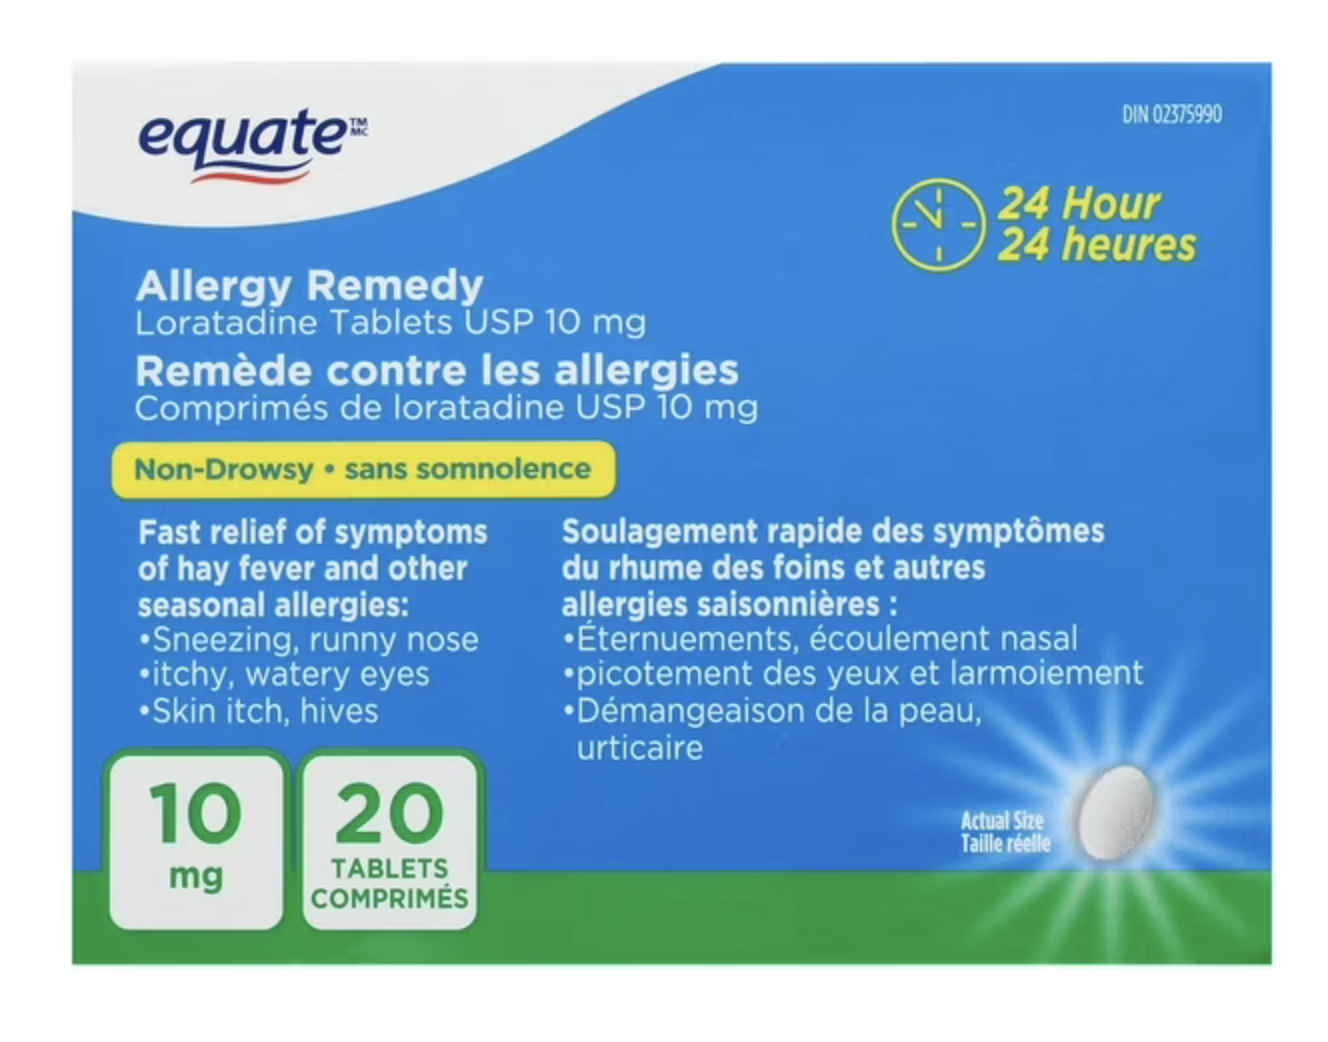 equate™ MC
DIN 02375990
24 Hour
24 heures
Allergy Remedy
Loratadine Tablets USP 10 mg
Remède contre les allergies
Comprimés de loratadine USP 10 mg
Non-Drowsy • sans somnolence
Fast relief of symptoms
of hay fever and other
seasonal allergies:
•Sneezing, runny nose
•itchy, watery eyes
•Skin itch, hives
Soulagement rapide des symptômes
du rhume des foins et autres
allergies saisonnières :
•Éternuements, écoulement nasal
•picotement des yeux et larmoiement
•Démangeaison de la peau,
urticaire
10
mg
20
TABLETS
COMPRIMÉS
Actual Size
Taille réelle